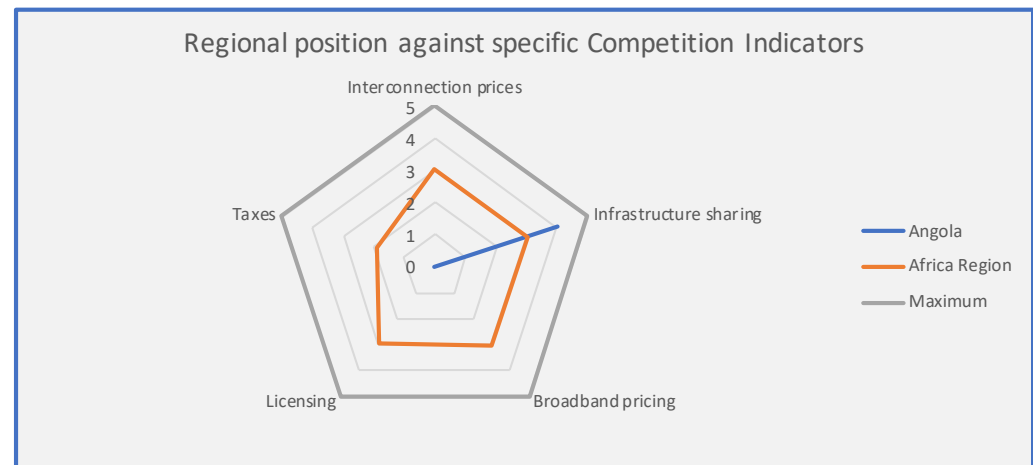 Regional position against specific Competition Indicators
Interconnection prices
5
4
3
2
1
0
Taxes
Infrastructure sharing
Licensing
Broadband pricing
Angola
Africa Region
Maximum